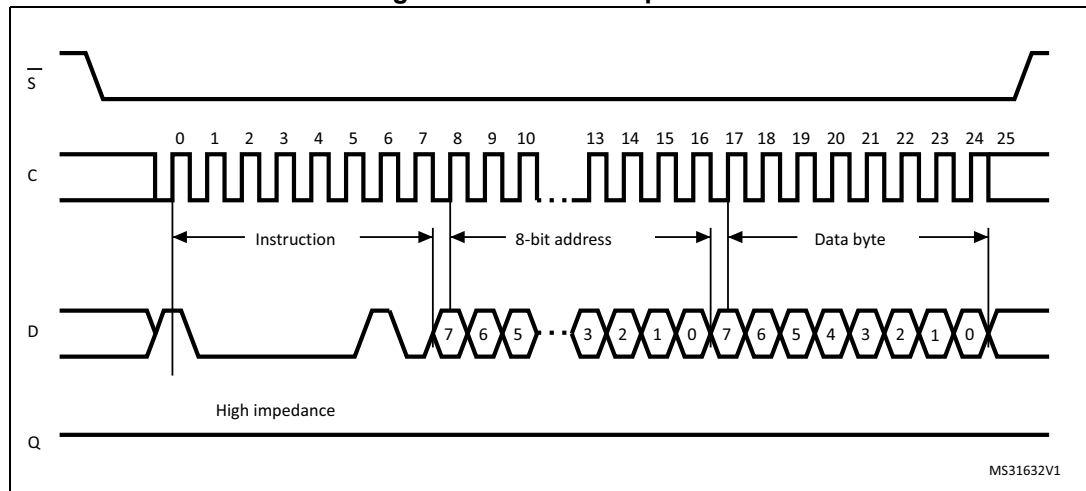 S
0 1 2 3 4 5 6 7 8 9 10 13 14 15 16 17 18 19 20 21 22 23 24 25
C
Instruction 8-bit address Data byte
D
7 6 5 3 2 1 0 7 6 5 4 3 2 1 0
High impedance
Q
MS31632V1